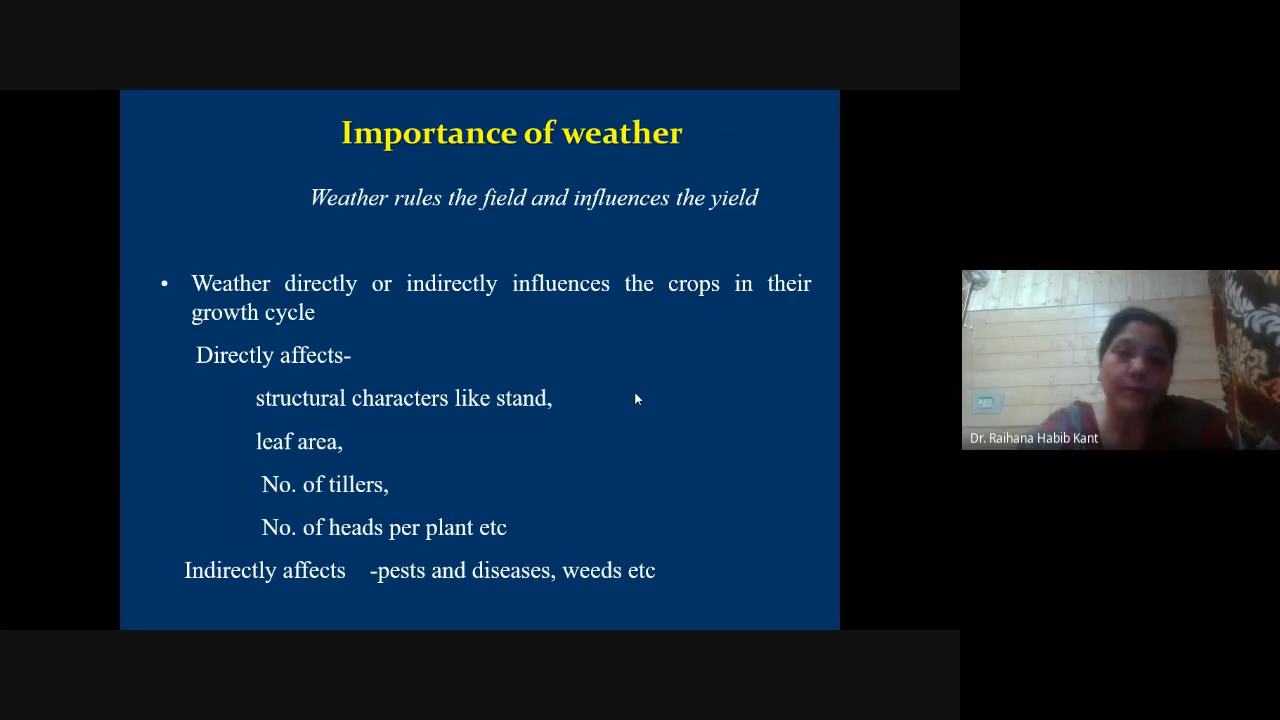 Importance of weather
Weather rules the field and influences the yield
• Weather directly or indirectly influences the crops in their
growth cycle
Directly affects-
structural characters like stand,
leaf area,
No. of tillers,
No. of heads per plant etc
Indirectly affects -pests and diseases, weeds etc
Dr. Raihana Habib Kant